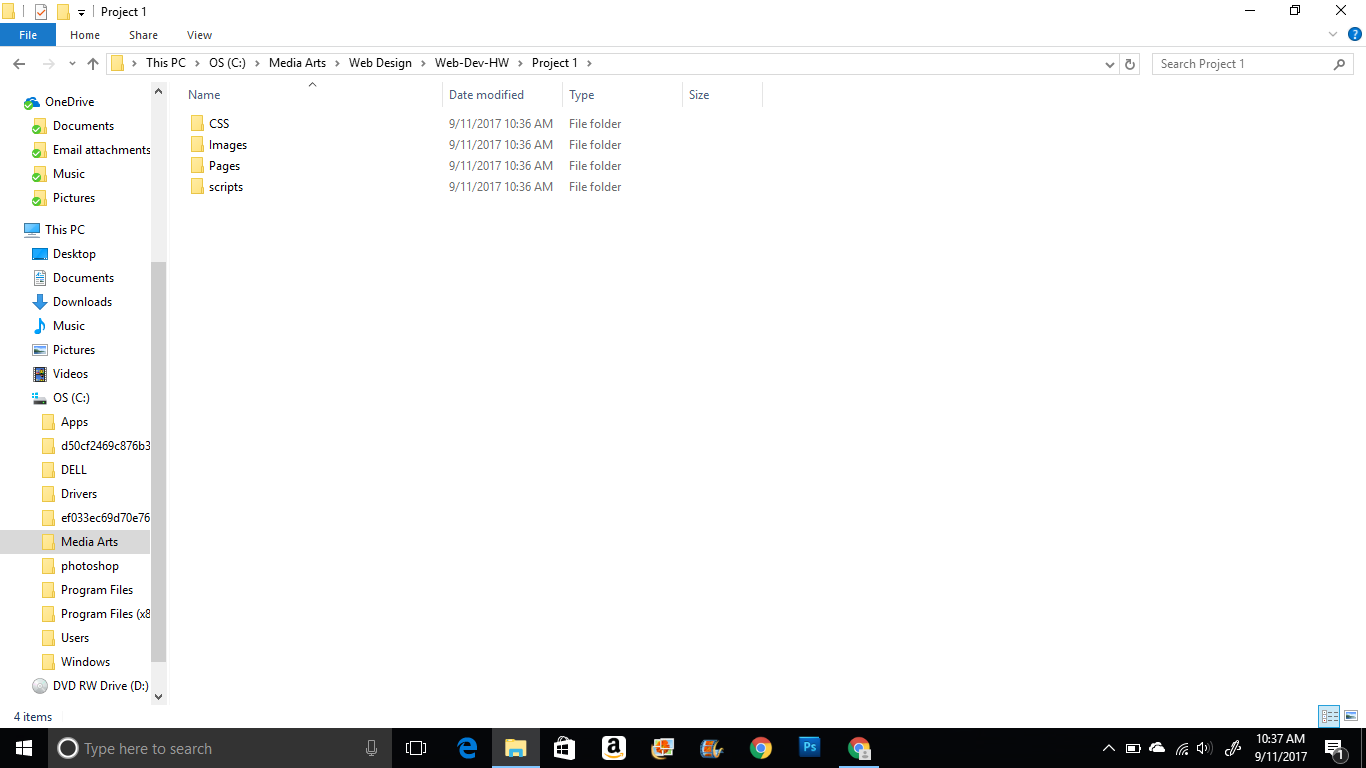 Project 1
File Home Share View
This PC OS (C:) Media Arts Web Design Web-Dev-HW Project 1 Search Project 1
Name Date modified Type Size
CSS 9/11/2017 10:36 AM File folder
Images 9/11/2017 10:36 AM File folder
Pages 9/11/2017 10:36 AM File folder
scripts 9/11/2017 10:36 AM File folder
OneDrive
Documents
Email attachments
Music
Pictures
This PC
Desktop
Documents
Downloads
Music
Pictures
Videos
OS (C:)
Apps
d50cf2469c876b3
DELL
Drivers
ef033ec69d70e76
Media Arts
photoshop
Program Files
Program Files (x8
Users
Windows
DVD RW Drive (D:)
4 items
Type here to search
Ps
10:37 AM
9/11/2017
1